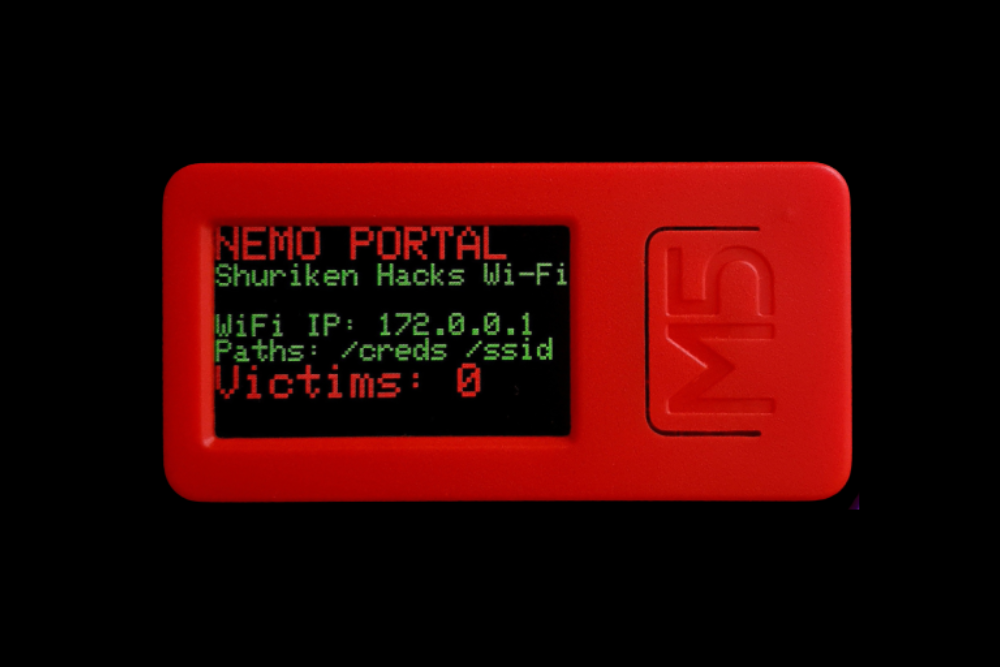 NEMO PORTAL
Shuriken Hacks Wi-Fi
WiFi IP: 172.0.0.1
Paths: /creds /ssid
Victims: 0
M5